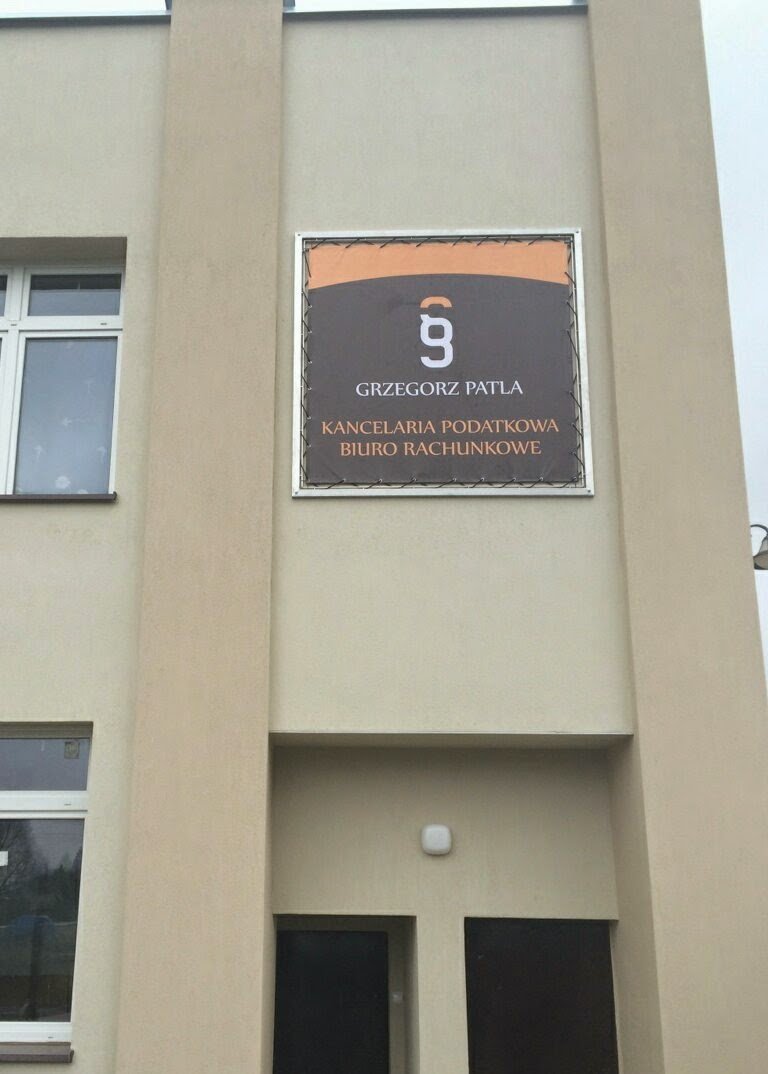 GRZEGORZ PATLA
KANCELARIA PODATKOWA
BIURO RACHUNKOWE